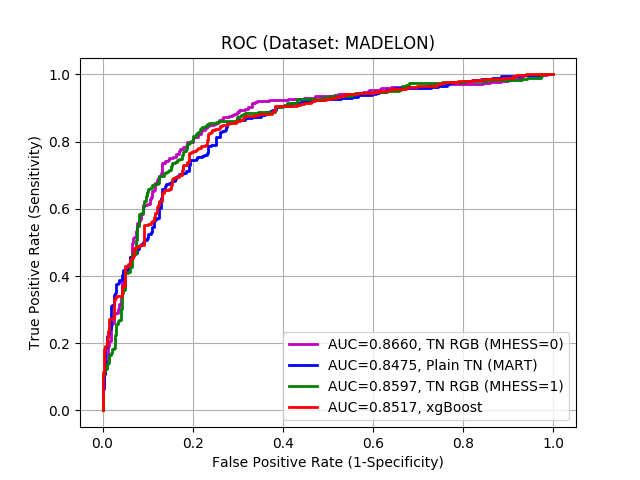 ROC (Dataset: MADELON)
True Positive Rate (Sensitivity)
1.0
0.8
0.6
0.4
0.2
0.0
AUC=0.8660, TN RGB (MHESS=0)
AUC=0.8475, Plain TN (MART)
AUC=0.8597, TN RGB (MHESS=1)
AUC=0.8517, xgBoost
0.0 0.2 0.4 0.6 0.8 1.0
False Positive Rate (1-Specificity)